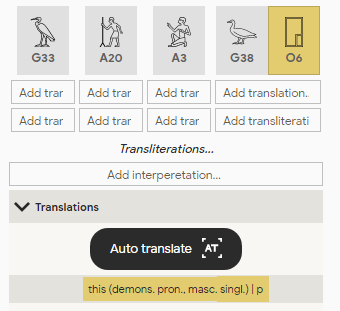 G33 A20 A3 G38 O6
Add trar Add trar Add trar Add translation.
Add trar Add trar Add trar Add transliterati
Transliterations...
Add interperetation...
Translations
Auto translate AT
this (demons. pron., masc. singl.) | p